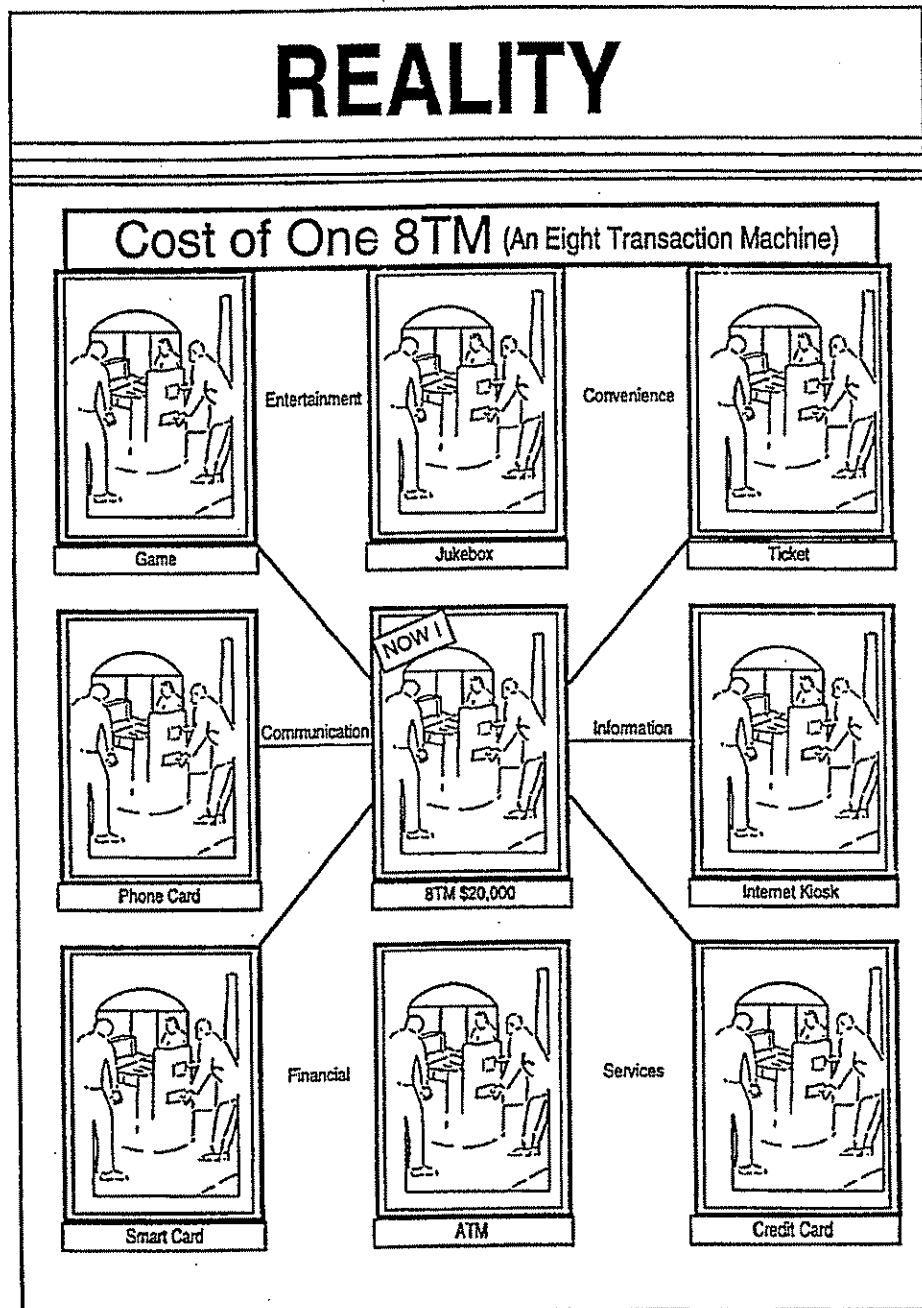 REALITY
Cost of One 8TM (An Eight Transaction Machine)
Entertainment
Convenience
Game
Jukebox
Ticket
NOW !
Communication
Information
Phone Card
8TM $20,000
Internet Kiosk
Financial
Services
Smart Card
ATM
Credit Card